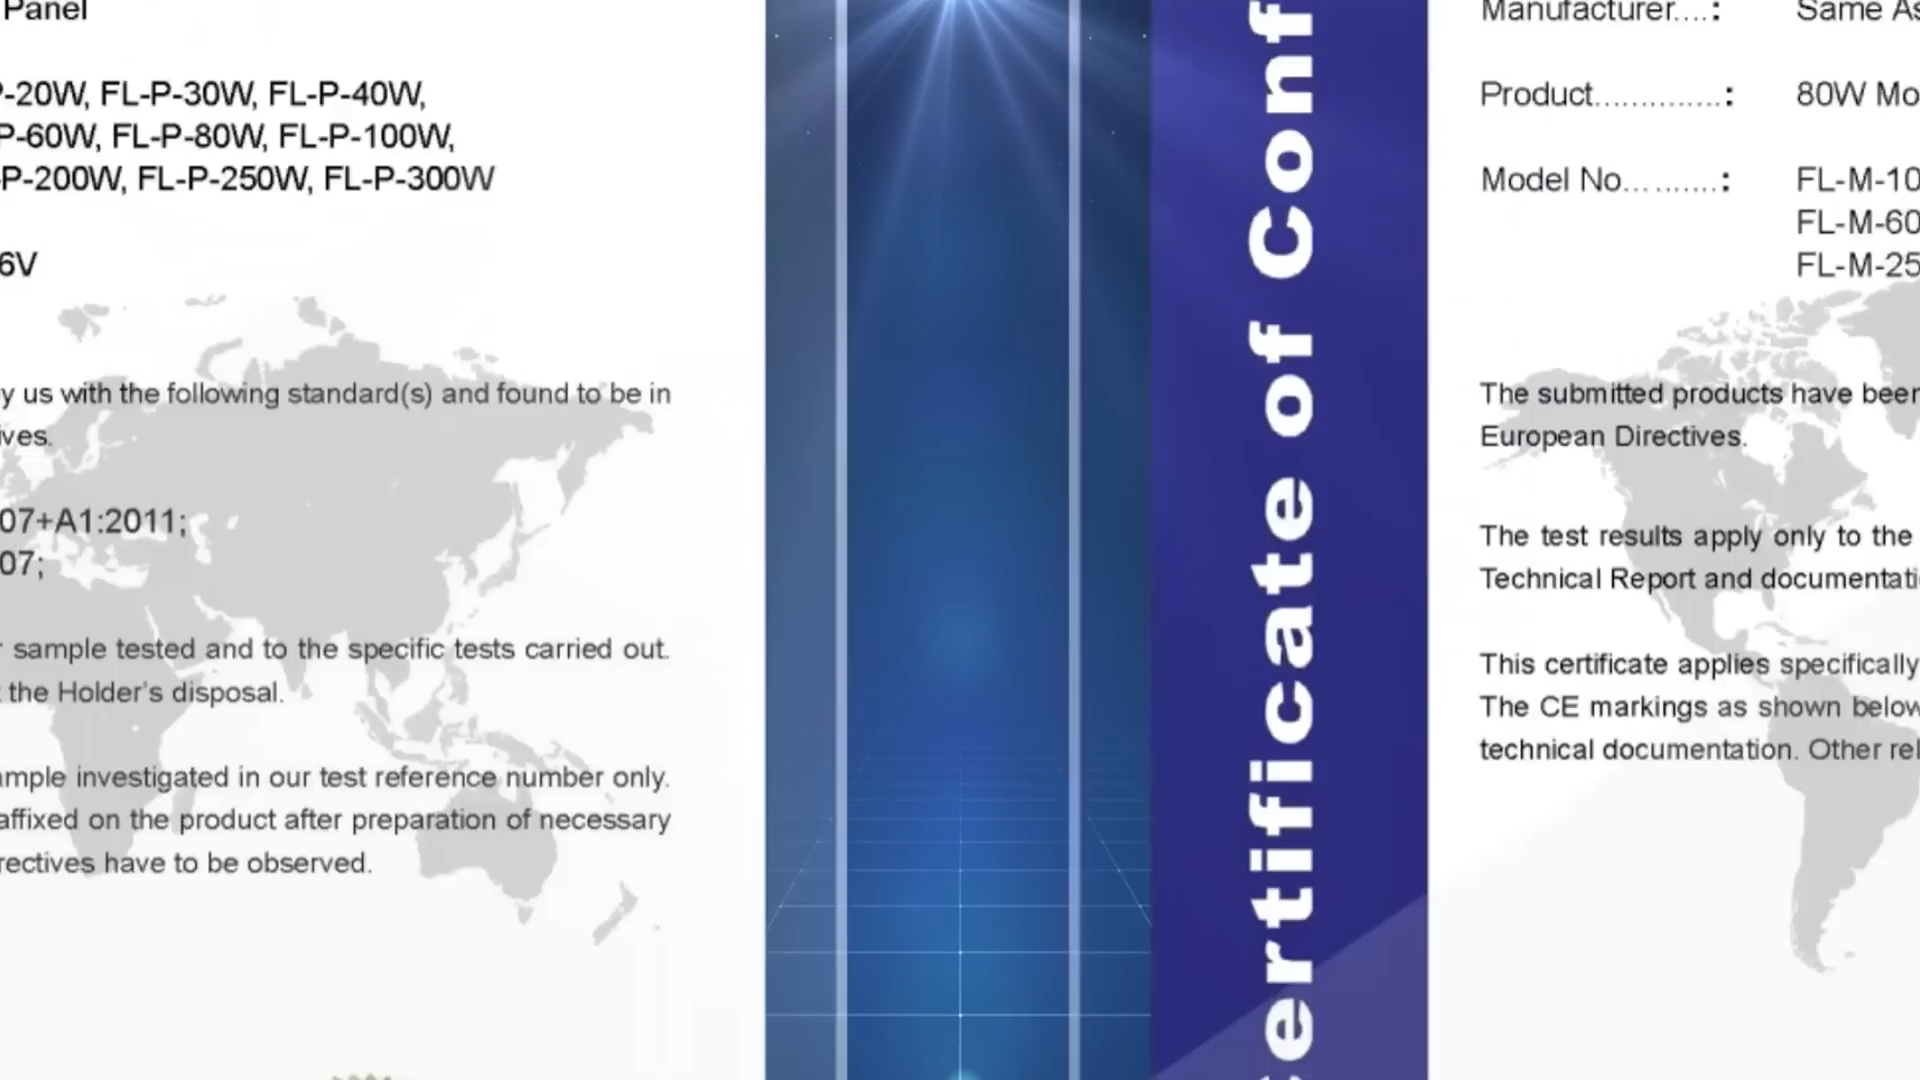 Panel
P-20W, FL-P-30W, FL-P-40W,
P-60W, FL-P-80W, FL-P-100W,
-P-200W, FL-P-250W, FL-P-300W
6V
y us with the following standard(s) and found to be in
ives.
07+A1:2011;
07;
r sample tested and to the specific tests carried out.
t the Holder's disposal.
ample investigated in our test reference number only.
affixed on the product after preparation of necessary
rectives have to be observed.
ertificate of Conf
Manufacturer....: Same As
Product..............: 80W Mo
Model No..........: FL-M-10
FL-M-60
FL-M-25
The submitted products have been
European Directives.
The test results apply only to the
Technical Report and documentati
This certificate applies specifically
The CE markings as shown below
technical documentation. Other rel